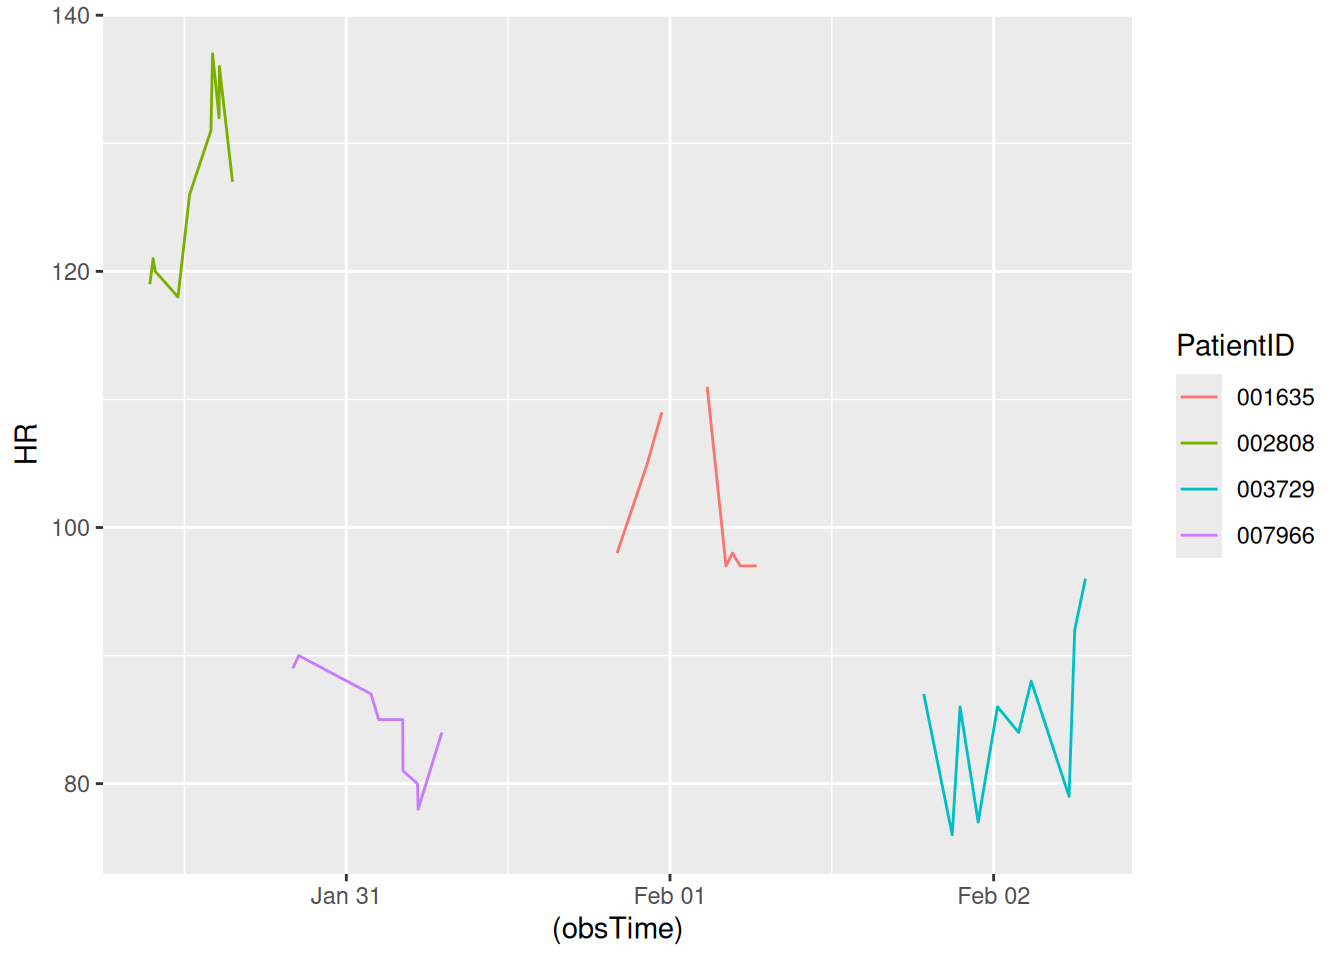 140
120
100
80
HR
Jan 31
Feb 01
Feb 02
(obsTime)
PatientID
001635
002808
003729
007966